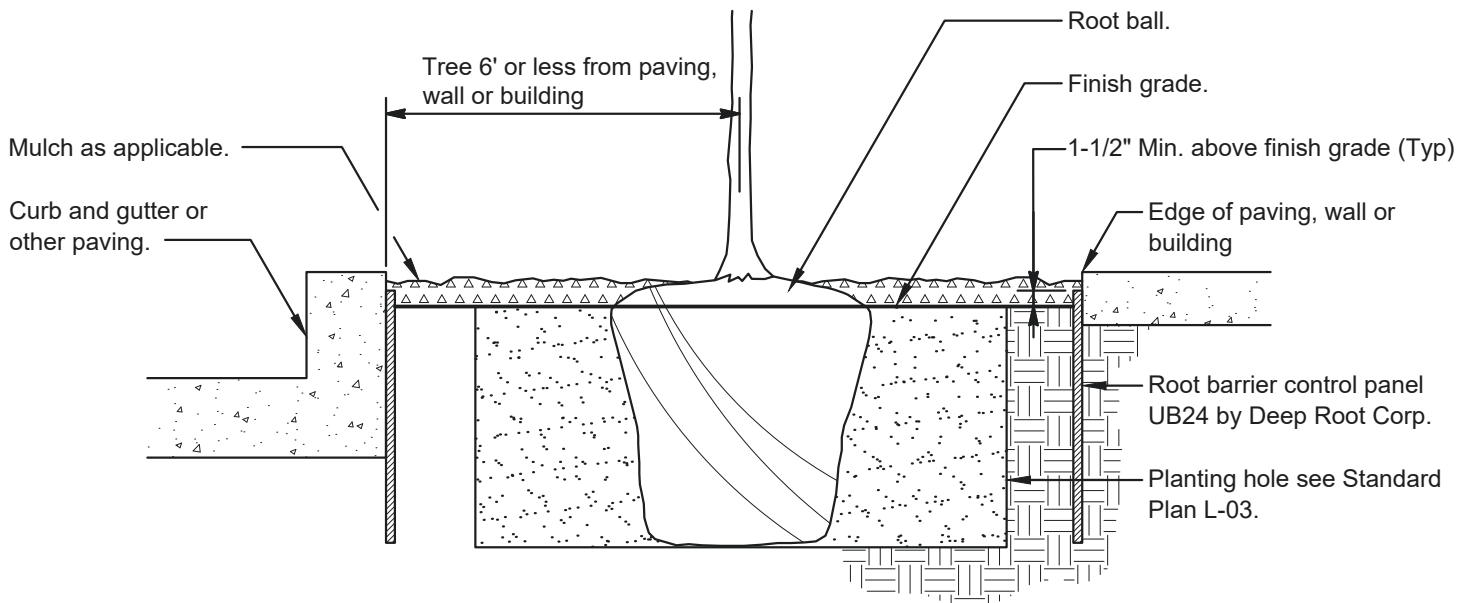 Root ball.
Tree 6' or less from paving,
wall or building
Finish grade.
Mulch as applicable.
1-1/2" Min. above finish grade (Typ)
Curb and gutter or
other paving.
Edge of paving, wall or
building
Root barrier control panel
UB24 by Deep Root Corp.
Planting hole see Standard
Plan L-03.